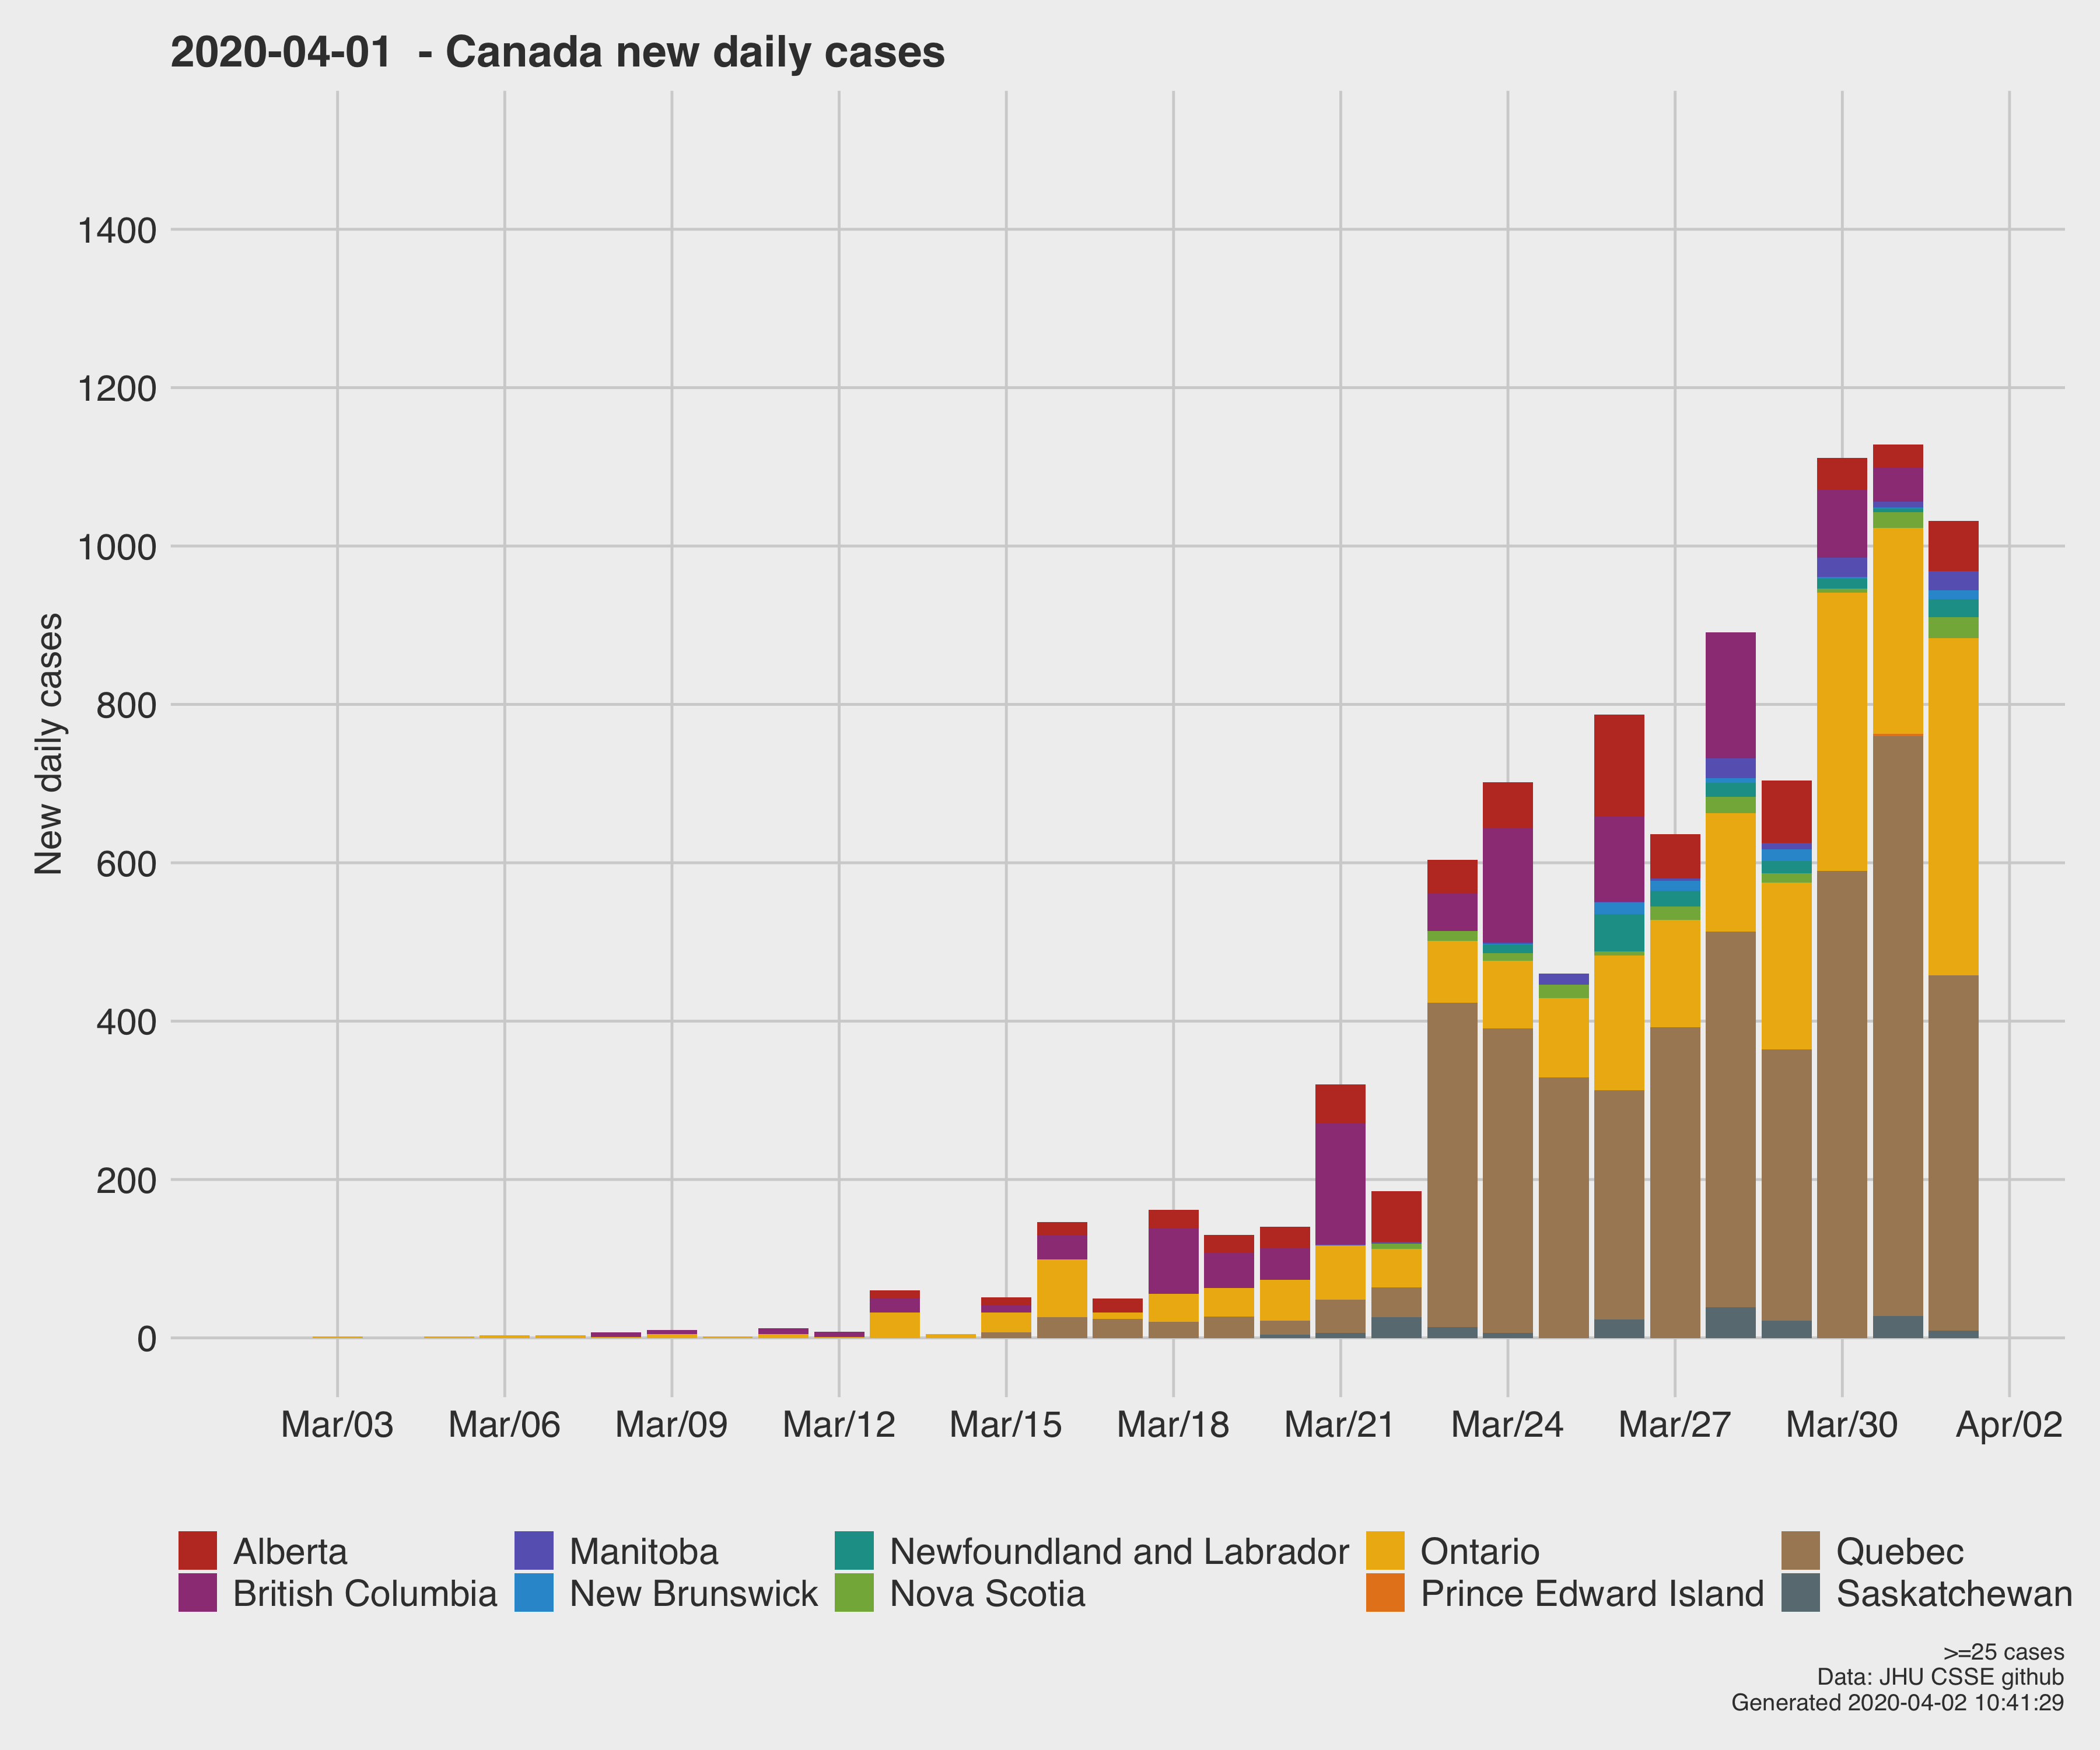 2020-04-01 - Canada new daily cases
New daily cases
1400
1200
1000
800
600
400
200
0
Mar/03 Mar/06 Mar/09 Mar/12 Mar/15 Mar/18 Mar/21 Mar/24 Mar/27 Mar/30 Apr/02
Alberta Manitoba Newfoundland and Labrador Ontario Quebec
British Columbia New Brunswick Nova Scotia Prince Edward Island Saskatchewan
>=25 cases
Data: JHU CSSE github
Generated 2020-04-02 10:41:29